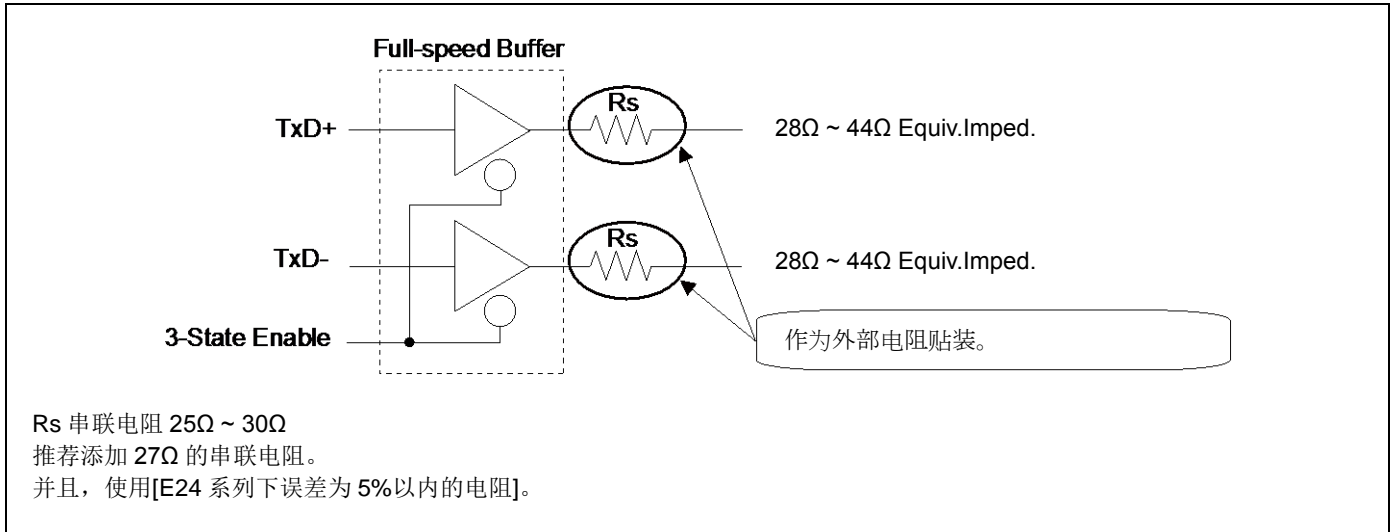 Full-speed Buffer
TxD+
Rs
28Ω ~ 44Ω Equiv.Imped.
TxD-
Rs
28Ω ~ 44Ω Equiv.Imped.
3-State Enable
作为外部电阻贴装。
Rs 串联电阻 25Ω ~ 30Ω
推荐添加 27Ω 的串联电阻。
并且，使用[E24 系列下误差为 5%以内的电阻]。